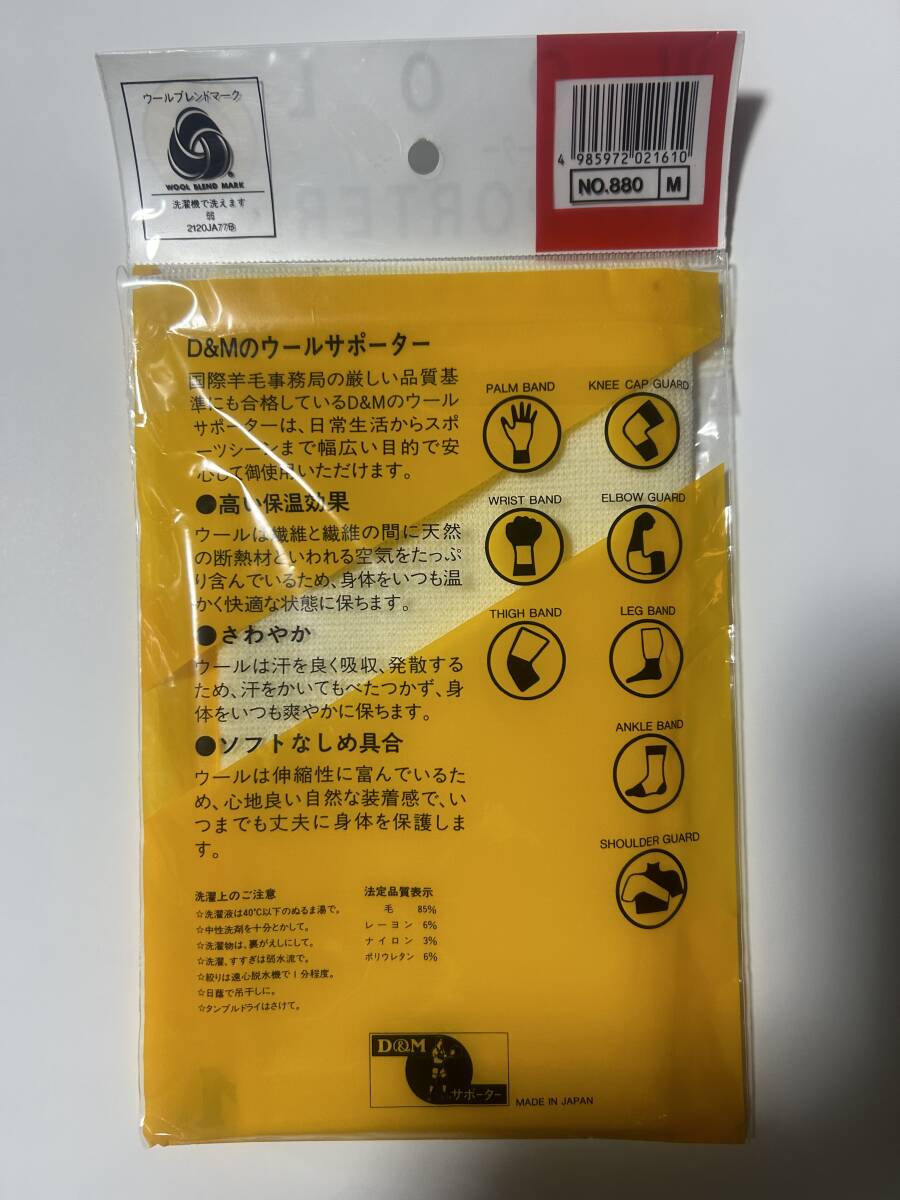 ウールブレンドマーク
WOOL BLEND MARK
洗濯機で洗えます
弱
2120JA77B
4 985972 021610
NO.880 M
D&Mのウールサポーター
国際羊毛事務局の厳しい品質基
準にも合格しているD&Mのウール
サポーターは、日常生活からスポ
ーツシーンまで幅広い目的で安
心して御使用いただけます。
●高い保温効果
ウールは繊維と繊維の間に天然
の断熱材といわれる空気をたっぷ
り含んでいるため、身体をいつも温
かく快適な状態に保ちます。
●さわやか
ウールは汗を良く吸収、発散する
ため、汗をかいてもべたつかず、身
体をいつも爽やかに保ちます。
●ソフトなしめ具合
ウールは伸縮性に富んでいるた
め、心地良い自然な装着感で、い
つまでも丈夫に身体を保護しま
す。
PALM BAND
KNEE CAP GUARD
WRIST BAND
ELBOW GUARD
THIGH BAND
LEG BAND
ANKLE BAND
SHOULDER GUARD
洗濯上のご注意
☆洗濯液は40℃以下のぬるま湯で。
☆中性洗剤を十分とかして。
☆洗濯物は、裏がえしにして。
☆洗濯、すすぎは弱水流で。
☆絞りは遠心脱水機で1分程度。
☆日蔭で吊干しに。
☆タンブルドライはさけて。
法定品質表示
毛 85%
レーヨン 6%
ナイロン 3%
ポリウレタン 6%
D&M
サポーター
MADE IN JAPAN